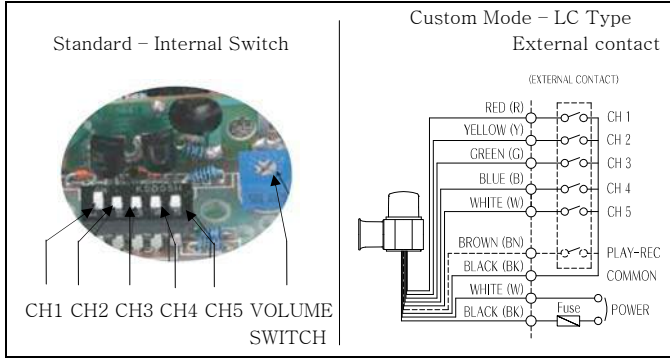 Standard – Internal Switch
CH1 CH2 CH3 CH4 CH5 VOLUME
SWITCH
Custom Mode – LC Type
External contact
(EXTERNAL CONTACT)
RED (R)
CH 1
YELLOW (Y)
CH 2
GREEN (G)
CH 3
BLUE (B)
CH 4
WHITE (W)
CH 5
BROWN (BN)
PLAY-REC
BLACK (BK)
COMMON
WHITE (W)
Fuse
POWER
BLACK (BK)